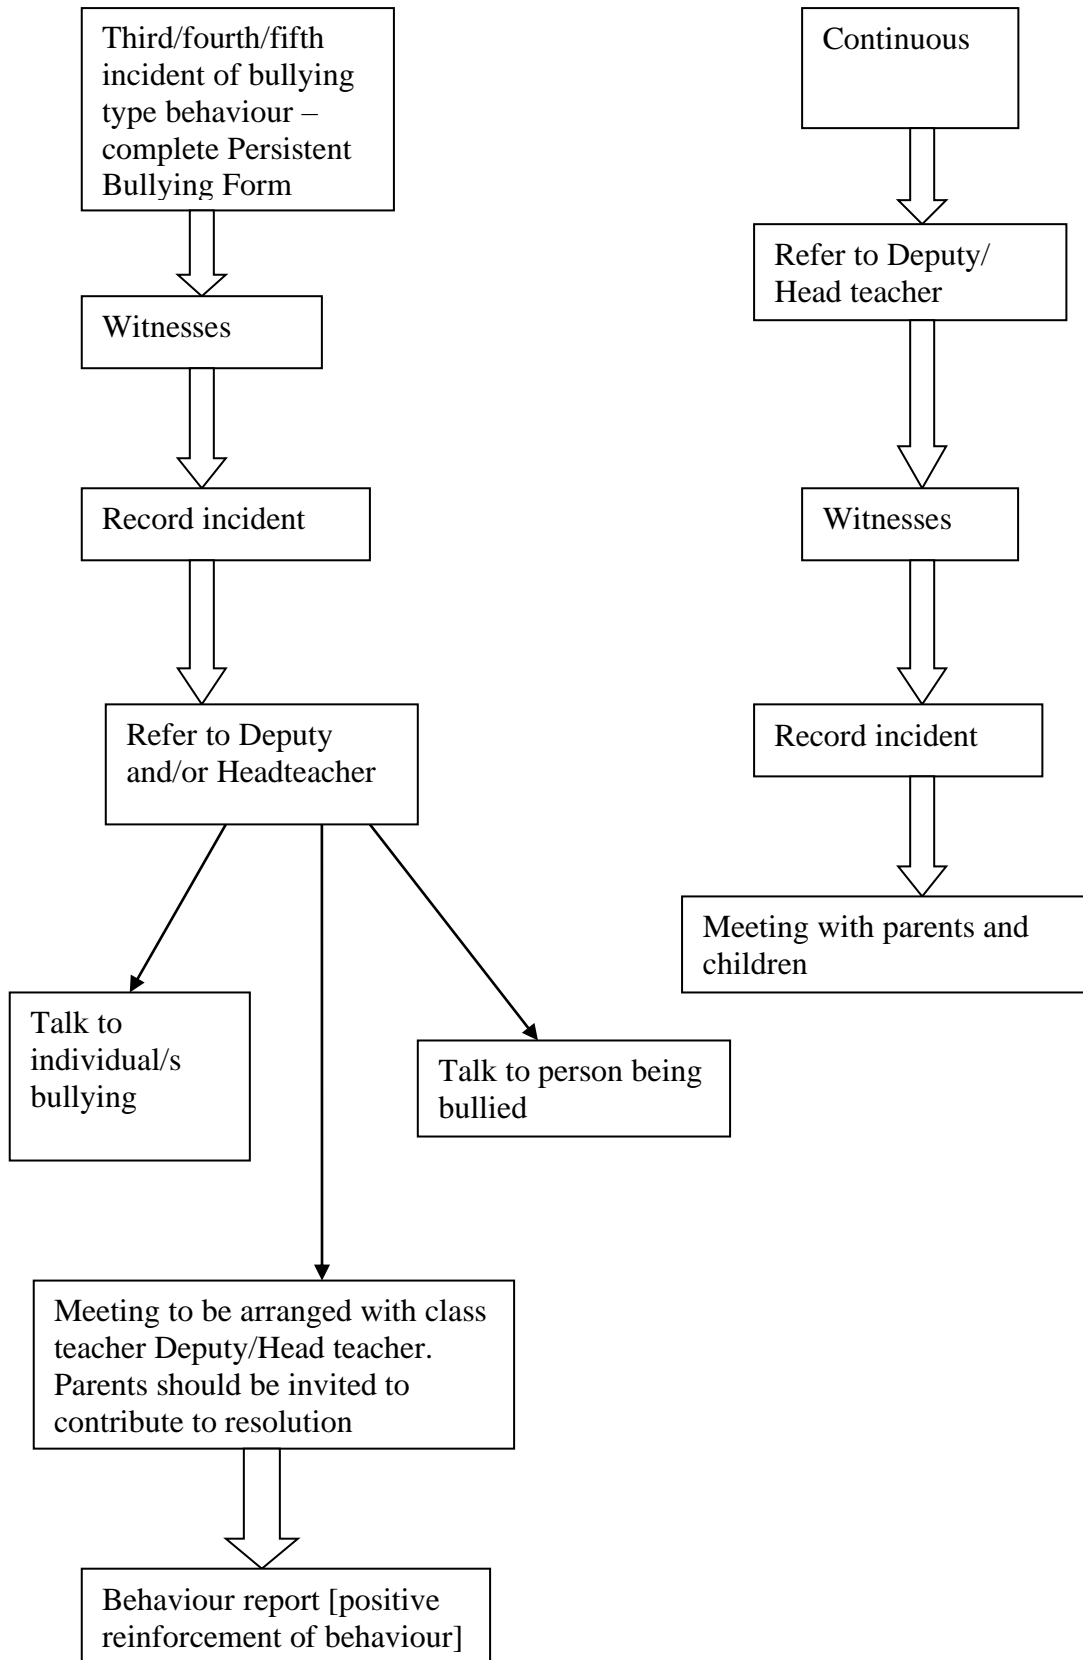 Third/fourth/fifth
incident of bullying
type behaviour –
complete Persistent
Bullying Form
Witnesses
Record incident
Refer to Deputy
and/or Headteacher
Talk to
individual/s
bullying
Talk to person being
bullied
Meeting to be arranged with class
teacher Deputy/Head teacher.
Parents should be invited to
contribute to resolution
Behaviour report [positive
reinforcement of behaviour]
Continuous
Refer to Deputy/
Head teacher
Witnesses
Record incident
Meeting with parents and
children